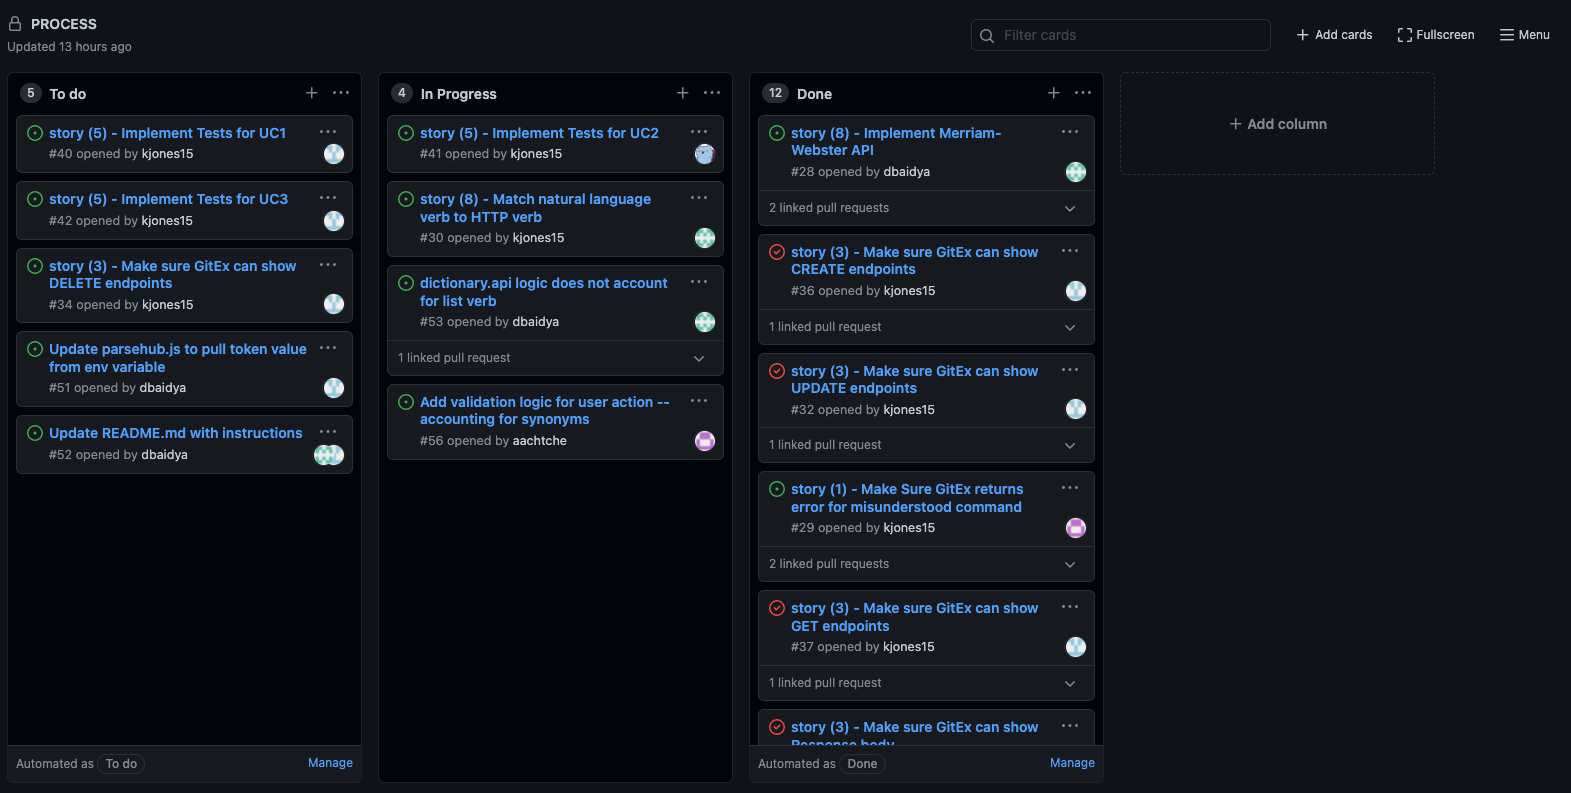 PROCESS
Updated 13 hours ago
Filter cards
Add cards
Fullscreen
Menu
5 To do
story (5) - Implement Tests for UC1
#40 opened by kjones15
story (5) - Implement Tests for UC3
#42 opened by kjones15
story (3) - Make sure GitEx can show
DELETE endpoints
#34 opened by kjones15
Update parsehub.js to pull token value
from env variable
#51 opened by dbaidya
Update README.md with instructions
#52 opened by dbaidya
Automated as To do
Manage
4 In Progress
story (5) - Implement Tests for UC2
#41 opened by kjones15
story (8) - Match natural language
verb to HTTP verb
#30 opened by kjones15
dictionary.api logic does not account
for list verb
#53 opened by dbaidya
1 linked pull request
Add validation logic for user action --
accounting for synonyms
#56 opened by aachtche
12 Done
story (8) - Implement Merriam-
Webster API
#28 opened by dbaidya
2 linked pull requests
story (3) - Make sure GitEx can show
CREATE endpoints
#36 opened by kjones15
1 linked pull request
story (3) - Make sure GitEx can show
UPDATE endpoints
#32 opened by kjones15
1 linked pull request
story (1) - Make Sure GitEx returns
error for misunderstood command
#29 opened by kjones15
2 linked pull requests
story (3) - Make sure GitEx can show
GET endpoints
#37 opened by kjones15
1 linked pull request
story (3) - Make sure GitEx can show
Response body
Automated as Done
Manage
Add column